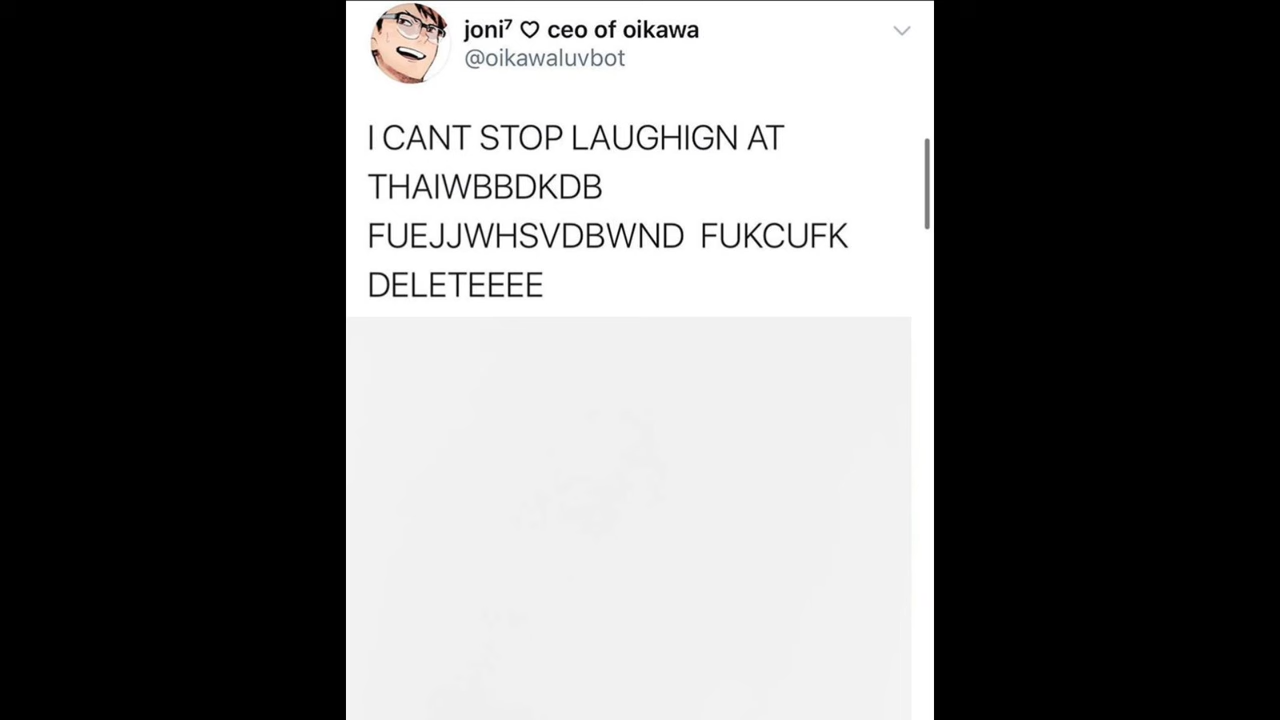 joni⁷ ♡ ceo of oikawa
@oikawaluvbot
I CANT STOP LAUGHIGN AT
THAIWBBDKDB
FUEJJWHSVDBWND FUKCUFK
DELETEEEE